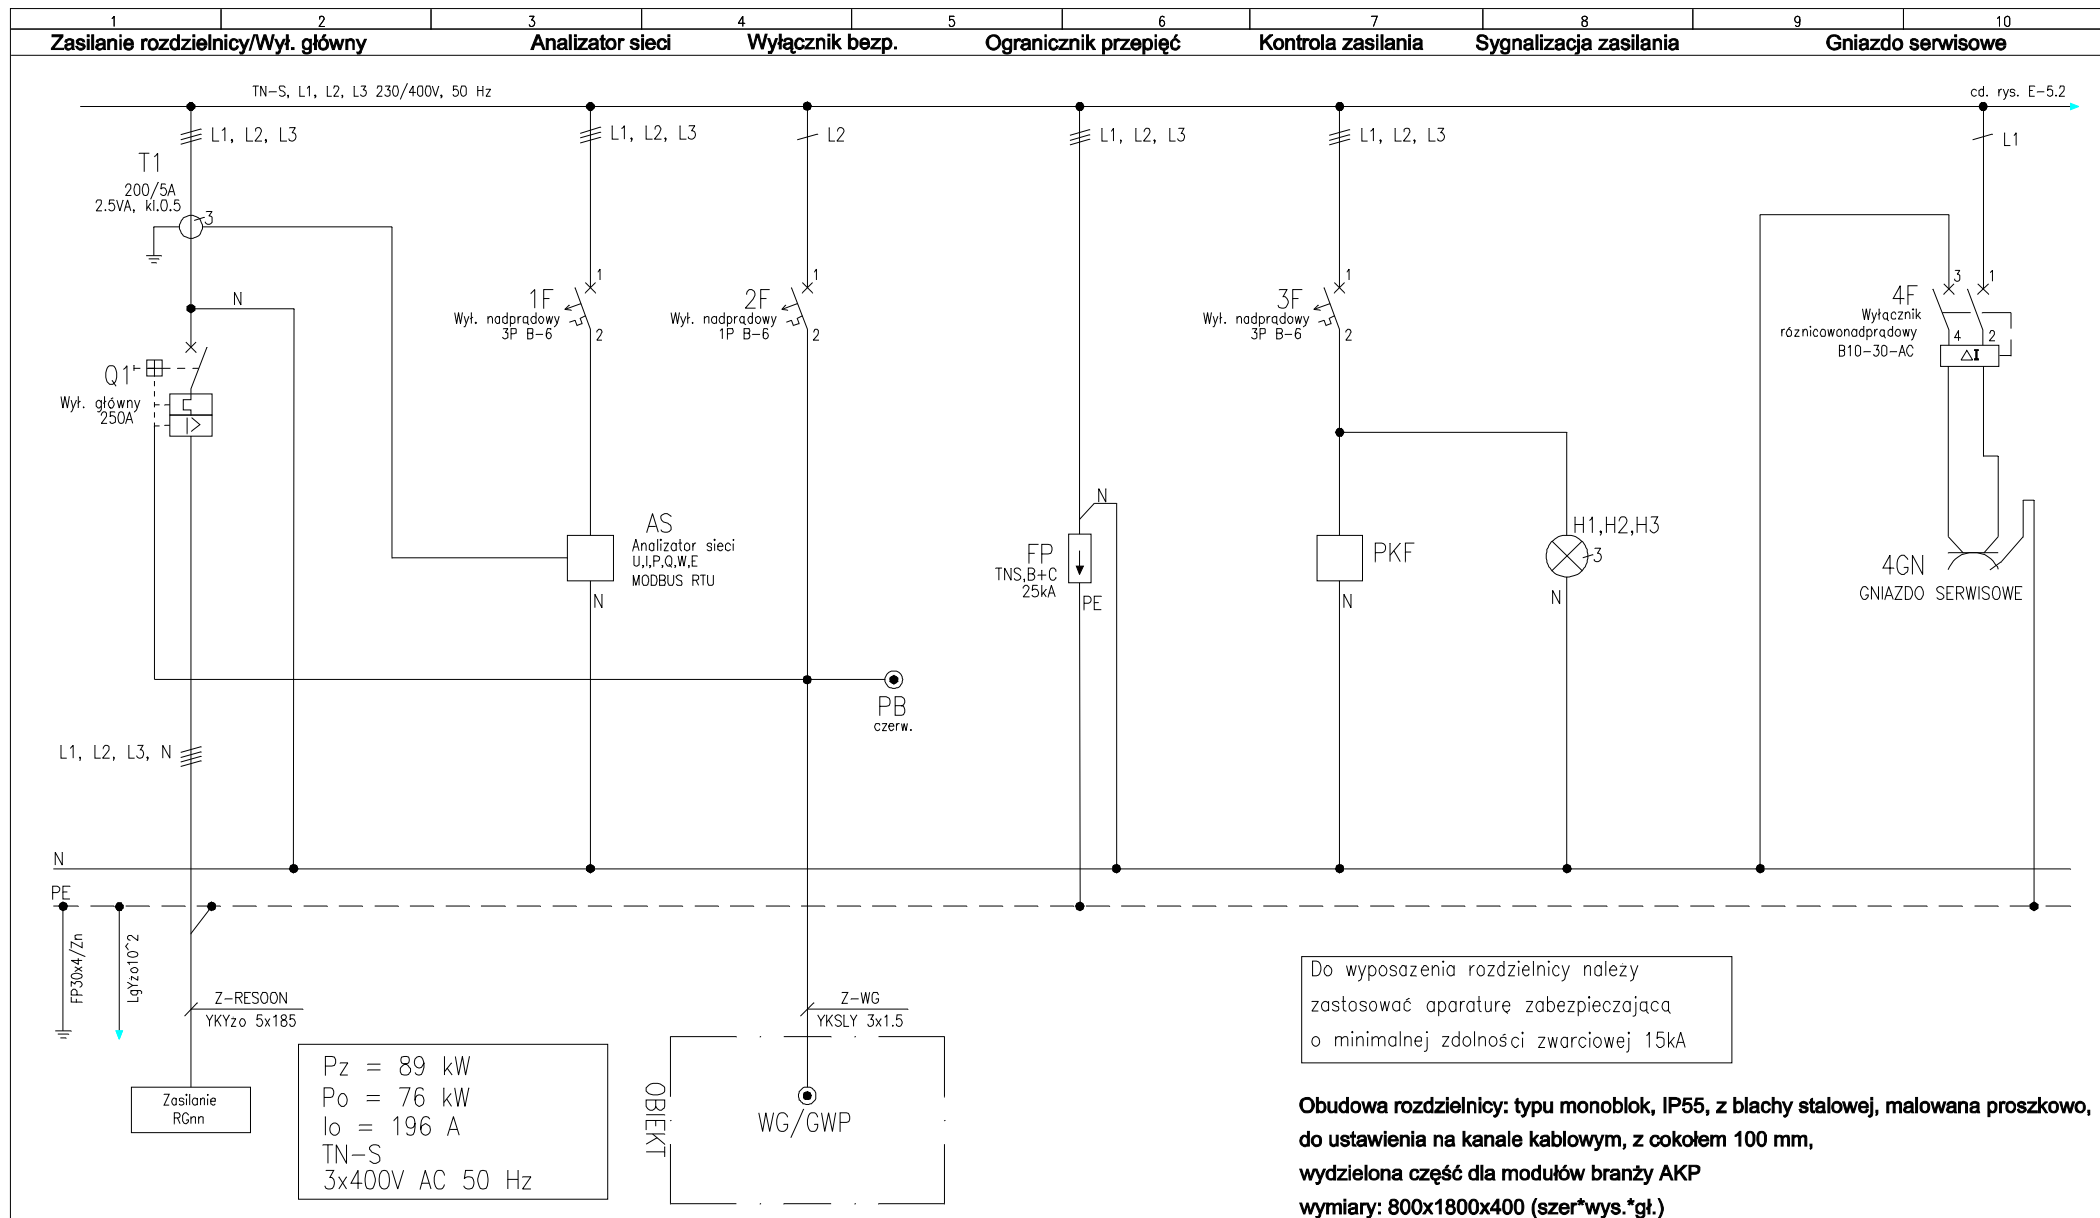 1 2 3 4 5 6 7 8 9 10
Zasilanie rozdzielnicy/Wył. główny Analizator sieci Wyłącznik bezp. Ogranicznik przepięć Kontrola zasilania Sygnalizacja zasilania Gniazdo serwisowe
TN-S, L1, L2, L3 230/400V, 50 Hz
cd. rys. E-5.2
L1, L2, L3
L1, L2, L3
L2
L1, L2, L3
L1, L2, L3
L1
T1
200/5A
2.5VA, kl.0.5
3
N
Q1
Wył. główny
250A
I>
L1, L2, L3, N
1
1F
Wył. nadprądowy
3P B-6
2
AS
Analizator sieci
U,I,P,Q,W,E
MODBUS RTU
N
1
2F
Wył. nadprądowy
1P B-6
2
PB
czerw.
N
FP
TNS,B+C
25kA
PE
1
3F
Wył. nadprądowy
3P B-6
2
PKF
N
H1,H2,H3
3
N
3 1
4F
Wyłącznik
róznicowonadprądowy
B10-30-AC
4 2
ΔI
4GN
GNIAZDO SERWISOWE
N
PE
FP30x4/Zn
LgYżo10^2
Z-RESOON
YKYzo 5x185
Zasilanie
RGnn
Z-WG
YKSLY 3x1.5
OBIEKT
WG/GWP
Pz = 89 kW
Po = 76 kW
Io = 196 A
TN-S
3x400V AC 50 Hz
Do wyposazenia rozdzielnicy należy
zastosować aparaturę zabezpieczającą
o minimalnej zdolności zwarciowej 15kA
Obudowa rozdzielnicy: typu monoblok, IP55, z blachy stalowej, malowana proszkowo,
do ustawienia na kanale kablowym, z cokołem 100 mm,
wydzielona część dla modułów branży AKP
wymiary: 800x1800x400 (szer*wys.*gł.)